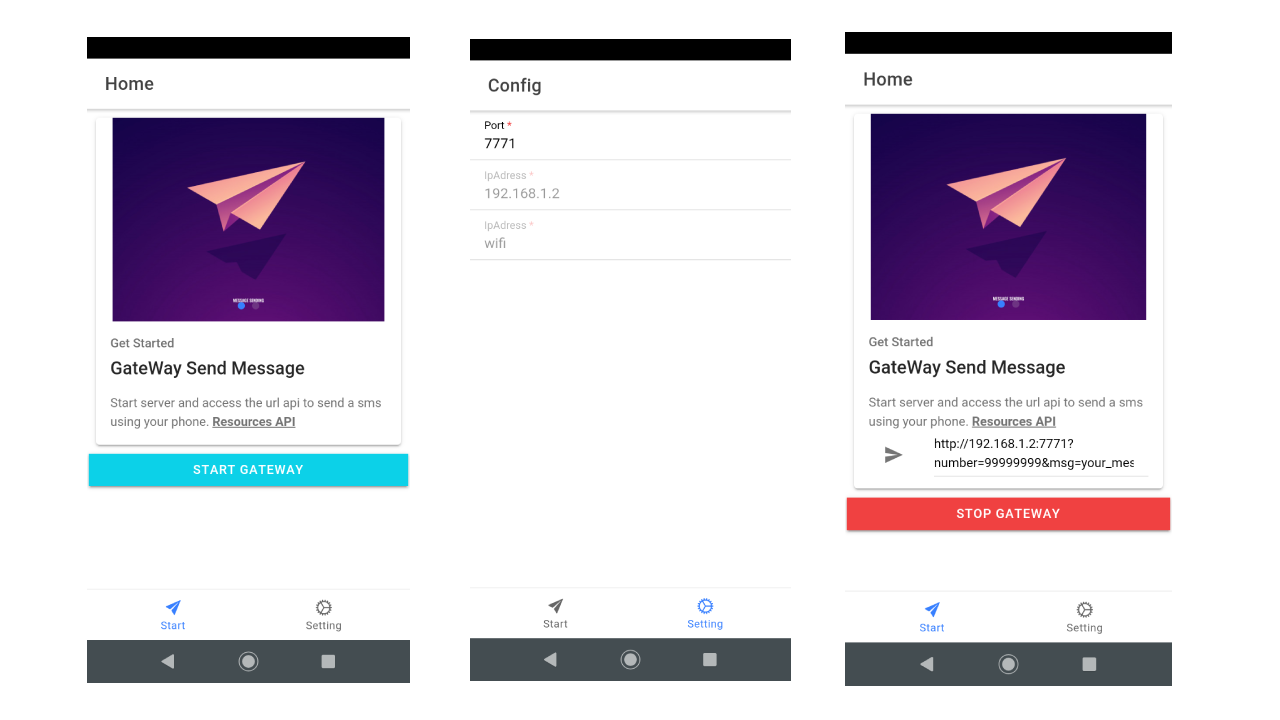 Home
MESSAGE SENDING
Get Started
GateWay Send Message
Start server and access the url api to send a sms
using your phone. Resources API
START GATEWAY
Start
Setting
Config
Port *
7771
IpAdress *
192.168.1.2
IpAdress *
wifi
Start
Setting
Home
MESSAGE SENDING
Get Started
GateWay Send Message
Start server and access the url api to send a sms
using your phone. Resources API
http://192.168.1.2:7771?
number=99999999&msg=your_mes
STOP GATEWAY
Start
Setting